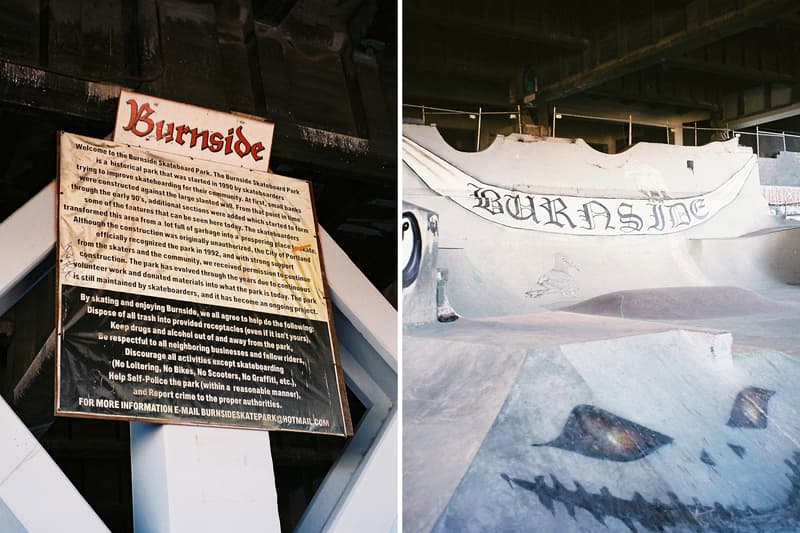 Burnside
Welcome to the Burnside Skateboard Park. The Burnside Skateboard Park
is a historical park that was started in 1990 by skateboarders
trying to improve skateboarding for their community. At first, banks
were constructed against the large slanted wall. From that point in time
through the early 90's, additional sections were added which started to form
some of the features that can be seen here today. The skateboarders
transformed this area from a lot full of garbage into a prospering place to skate.
Although the construction was originally unauthorized, the City of Portland
officially recognized the park in 1992, and with strong support
from the skaters and the community, we received permission to continue
construction. The park has evolved through the years due to continuous
volunteer work and donated materials into what the park is today. The park
is still maintained by skateboarders, and it has become an ongoing project.
By skating and enjoying Burnside, we all agree to help do the following:
Dispose of all trash into provided receptacles (even if it isn't yours),
Keep drugs and alcohol out of and away from the park,
Be respectful to all neighboring businesses and fellow riders,
Discourage all activities except skateboarding
(No Loitering, No Bikes, No Scooters, No Graffiti, etc.),
Help Self-Police the park (within a reasonable manner),
and Report crime to the proper authorities.
FOR MORE INFORMATION E-MAIL BURNSIDESKATEPARK@HOTMAIL.COM
BURNSIDE